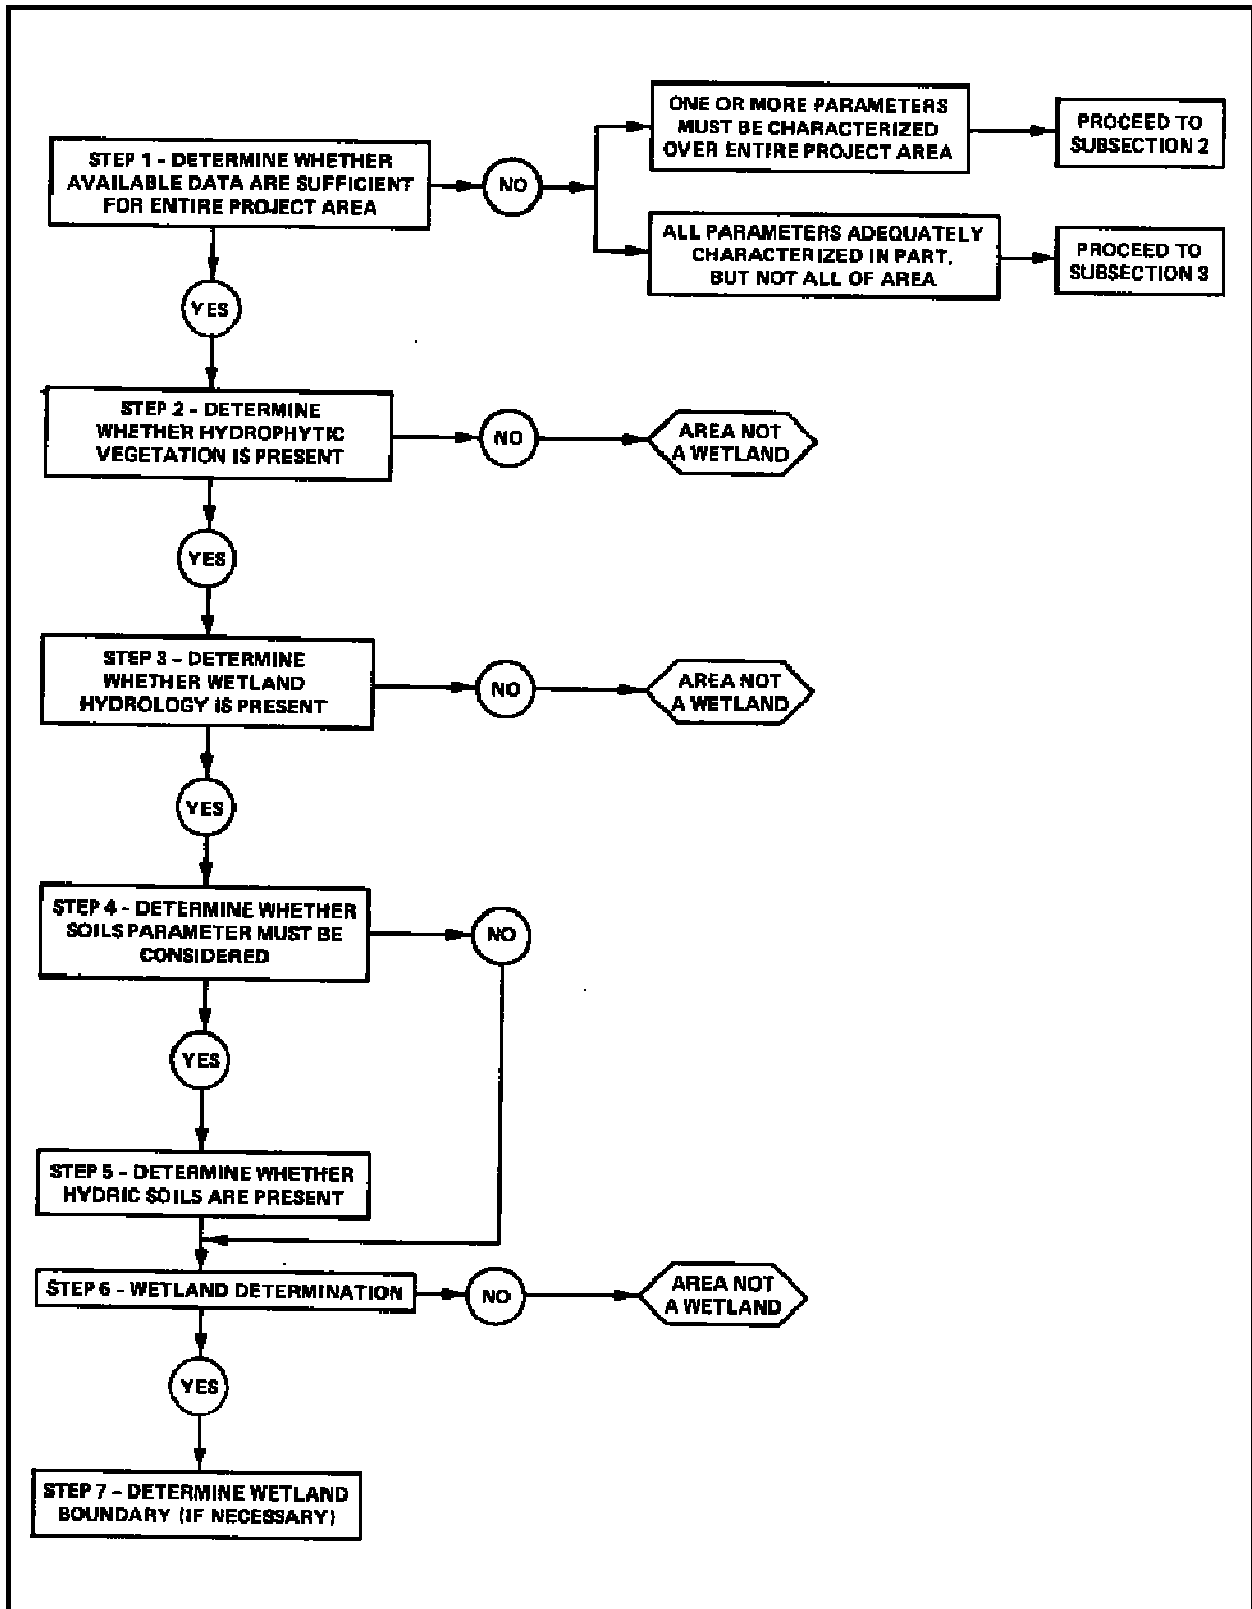 STEP 1 - DETERMINE WHETHER
AVAILABLE DATA ARE SUFFICIENT
FOR ENTIRE PROJECT AREA
NO
ONE OR MORE PARAMETERS
MUST BE CHARACTERIZED
OVER ENTIRE PROJECT AREA
PROCEED TO
SUBSECTION 2
ALL PARAMETERS ADEQUATELY
CHARACTERIZED IN PART,
BUT NOT ALL OF AREA
PROCEED TO
SUBSECTION 3
YES
STEP 2 - DETERMINE
WHETHER HYDROPHYTIC
VEGETATION IS PRESENT
NO
AREA NOT
A WETLAND
YES
STEP 3 - DETERMINE
WHETHER WETLAND
HYDROLOGY IS PRESENT
NO
AREA NOT
A WETLAND
YES
STEP 4 - DETERMINE WHETHER
SOILS PARAMETER MUST BE
CONSIDERED
NO
YES
STEP 5 - DETERMINE WHETHER
HYDRIC SOILS ARE PRESENT
STEP 6 - WETLAND DETERMINATION
NO
AREA NOT
A WETLAND
YES
STEP 7 - DETERMINE WETLAND
BOUNDARY (IF NECESSARY)